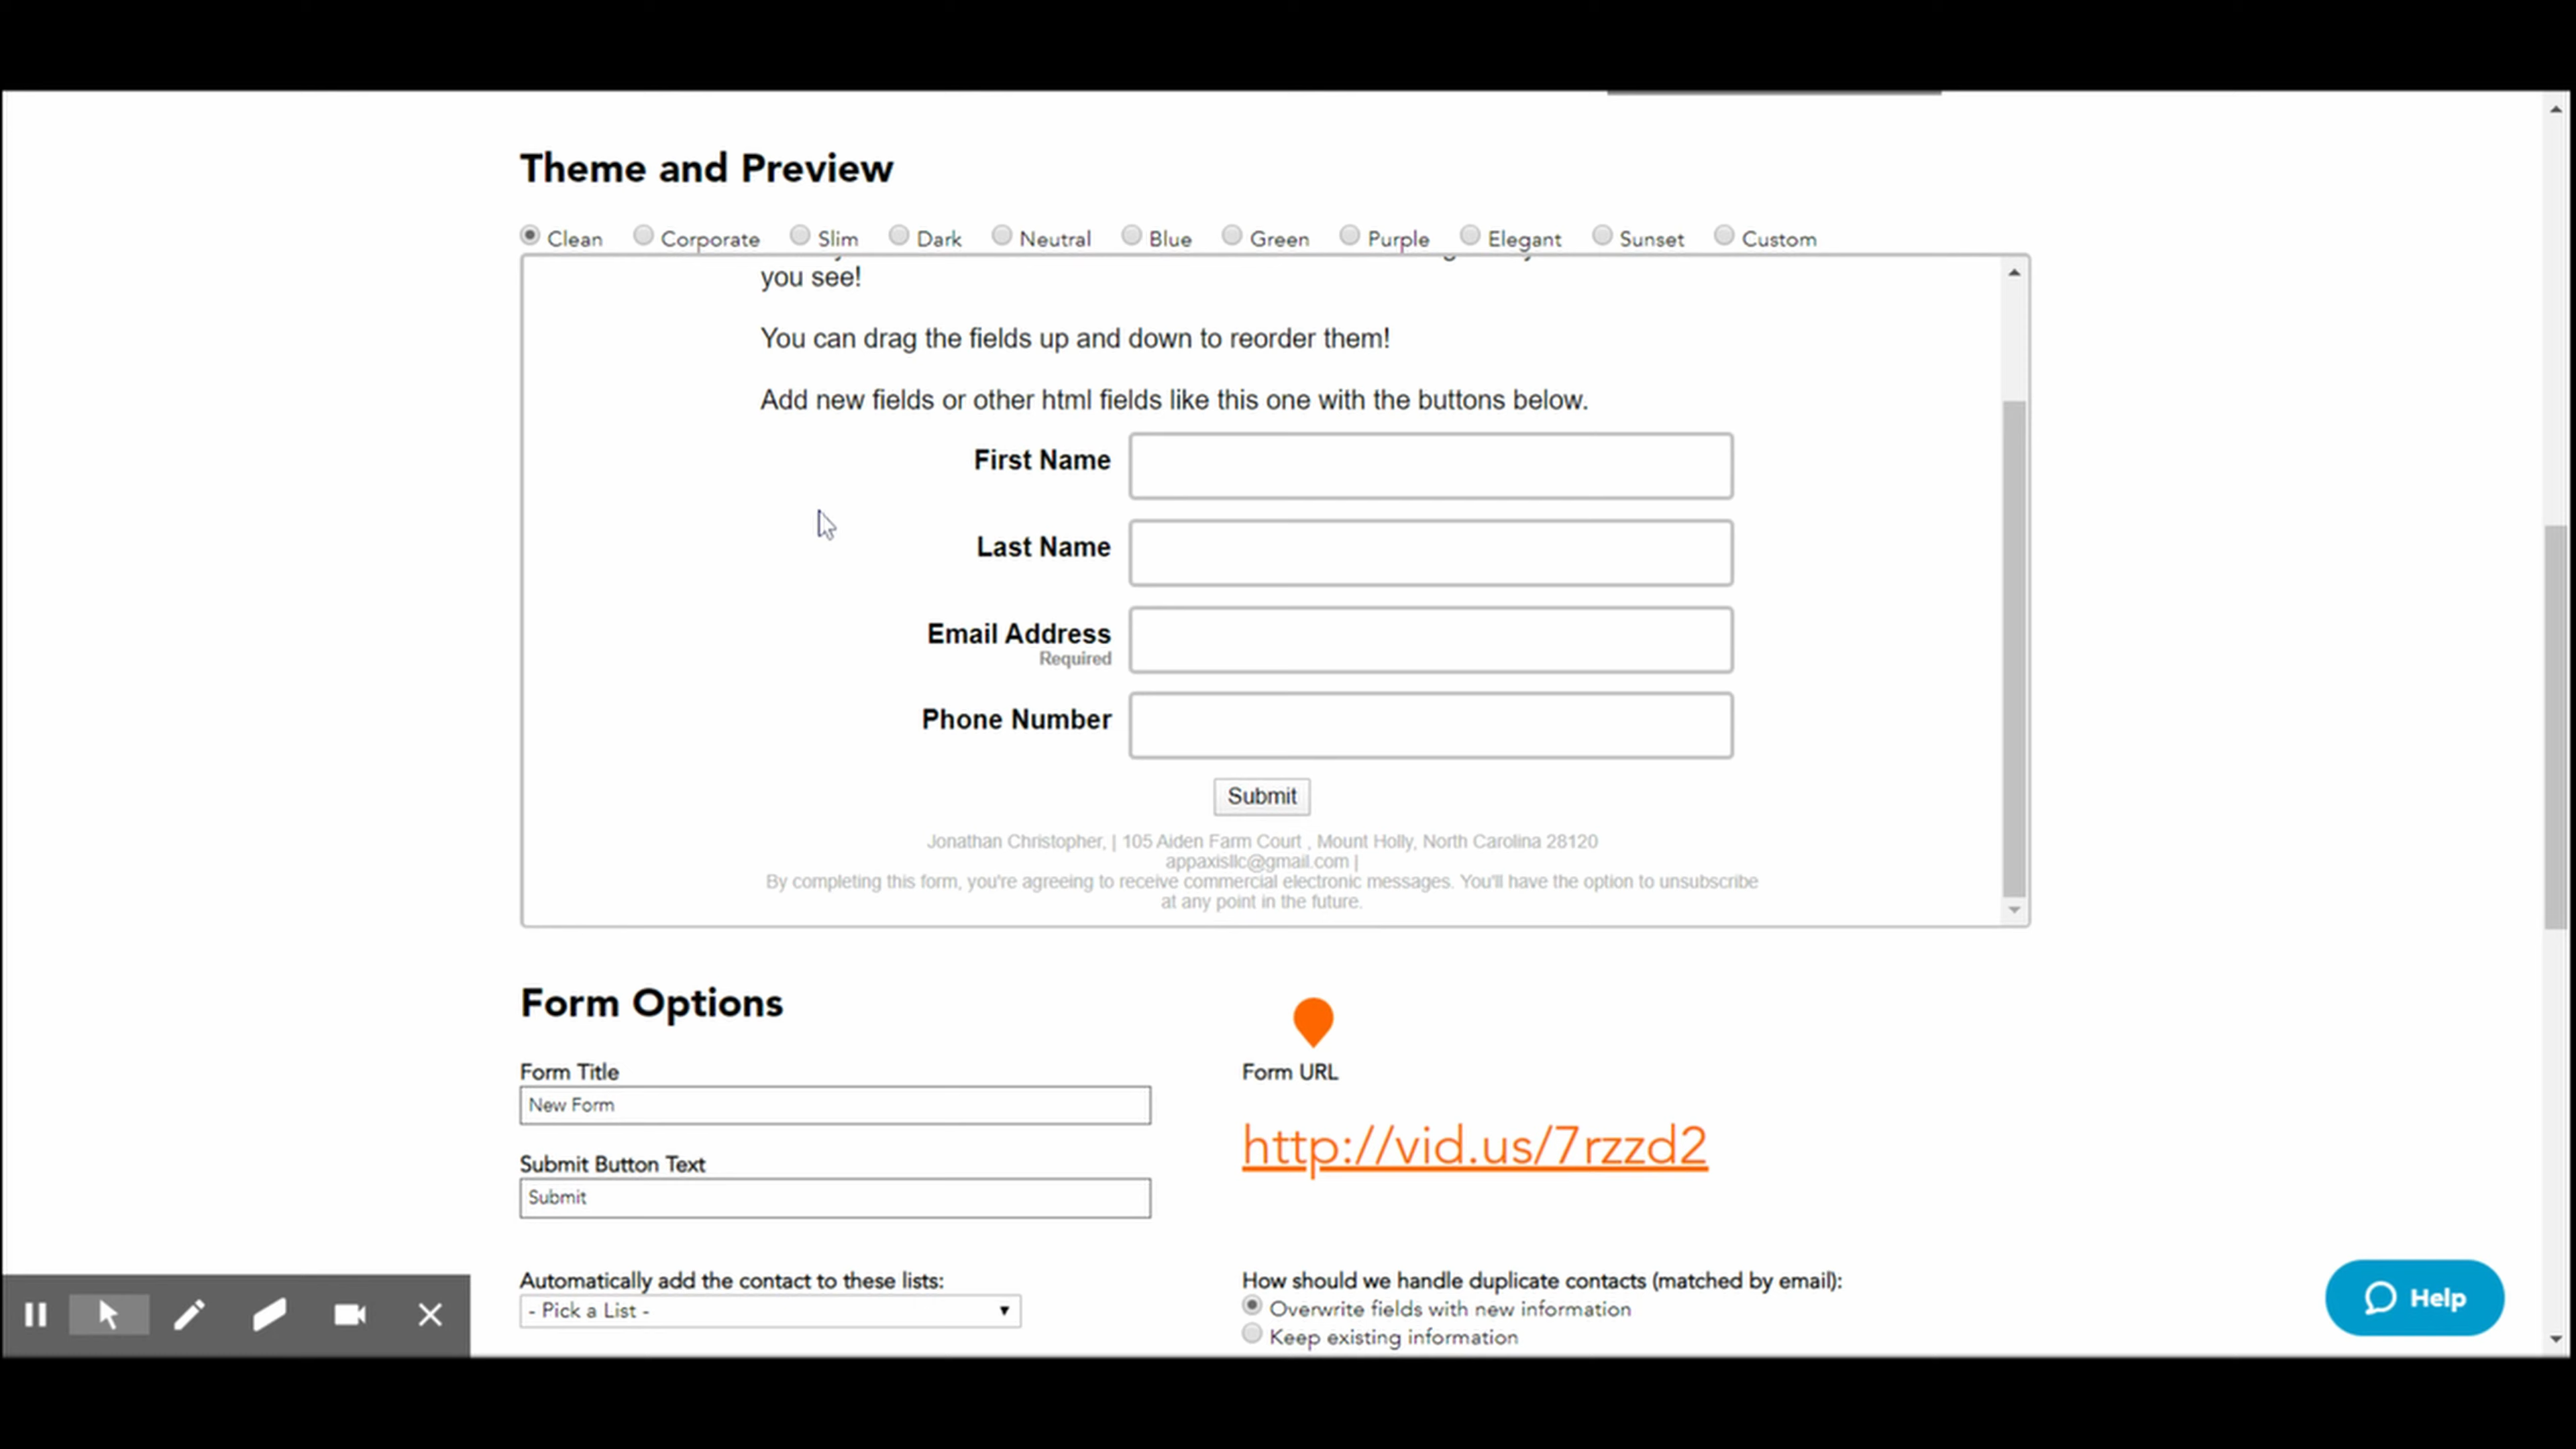 Theme and Preview
Clean Corporate Slim Dark Neutral Blue Green Purple Elegant Sunset Custom
you see!
You can drag the fields up and down to reorder them!
Add new fields or other html fields like this one with the buttons below.
First Name
Last Name
Email Address
Required
Phone Number
Submit
Jonathan Christopher, | 105 Aiden Farm Court , Mount Holly, North Carolina 28120
appaxisllc@gmail.com |
By completing this form, you're agreeing to receive commercial electronic messages. You'll have the option to unsubscribe
at any point in the future.
Form Options
Form Title
New Form
Submit Button Text
Submit
Form URL
http://vid.us/7rzzd2
Automatically add the contact to these lists:
- Pick a List -
How should we handle duplicate contacts (matched by email):
Overwrite fields with new information
Keep existing information
Help